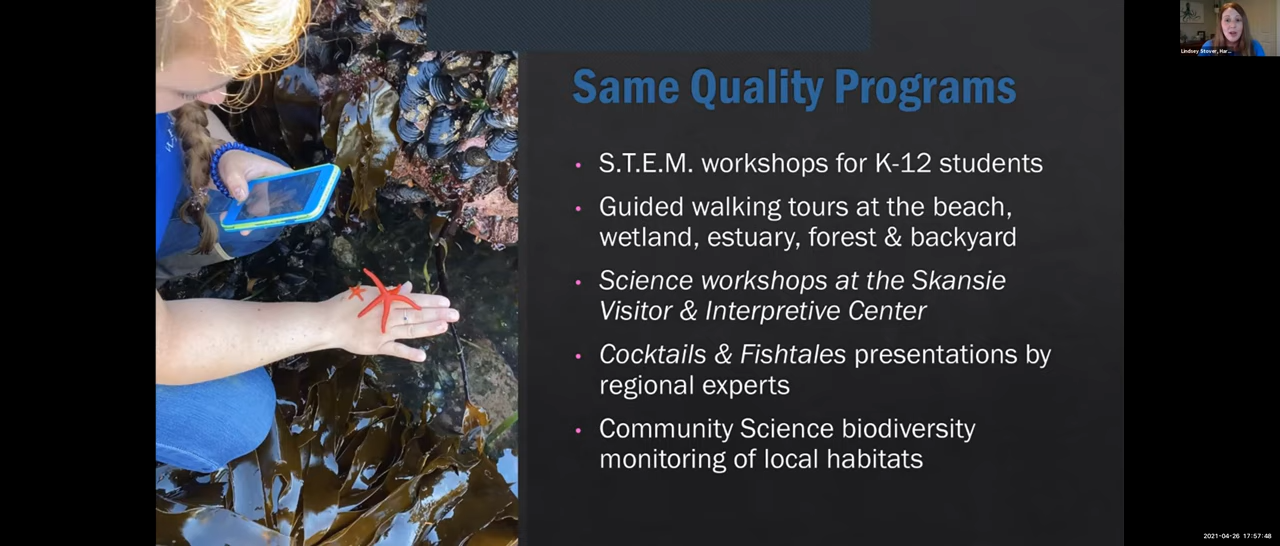 Same Quality Programs
• S.T.E.M. workshops for K-12 students
• Guided walking tours at the beach,
wetland, estuary, forest & backyard
• Science workshops at the Skansie
Visitor & Interpretive Center
• Cocktails & Fishtales presentations by
regional experts
• Community Science biodiversity
monitoring of local habitats
Lindsey Stover, Har...
2021-04-26 17:57:48